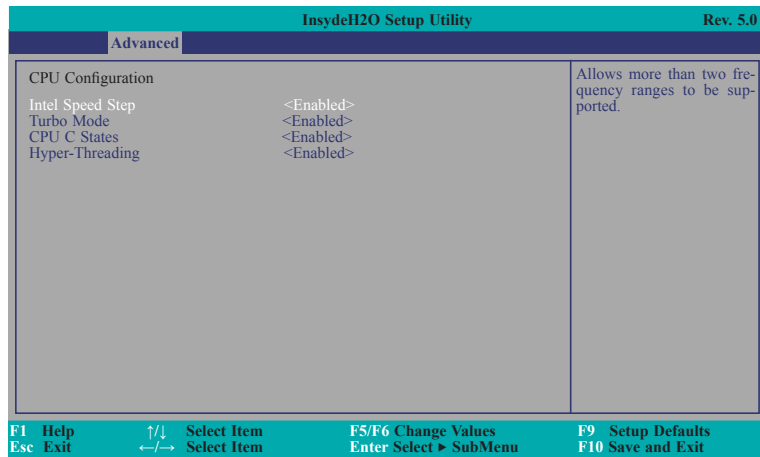 InsydeH2O Setup Utility Rev. 5.0
Advanced
CPU Configuration
Intel Speed Step <Enabled>
Turbo Mode <Enabled>
CPU C States <Enabled>
Hyper-Threading <Enabled>
Allows more than two fre-
quency ranges to be sup-
ported.
F1 Help ↑/↓ Select Item F5/F6 Change Values F9 Setup Defaults
Esc Exit ←/→ Select Item Enter Select ► SubMenu F10 Save and Exit